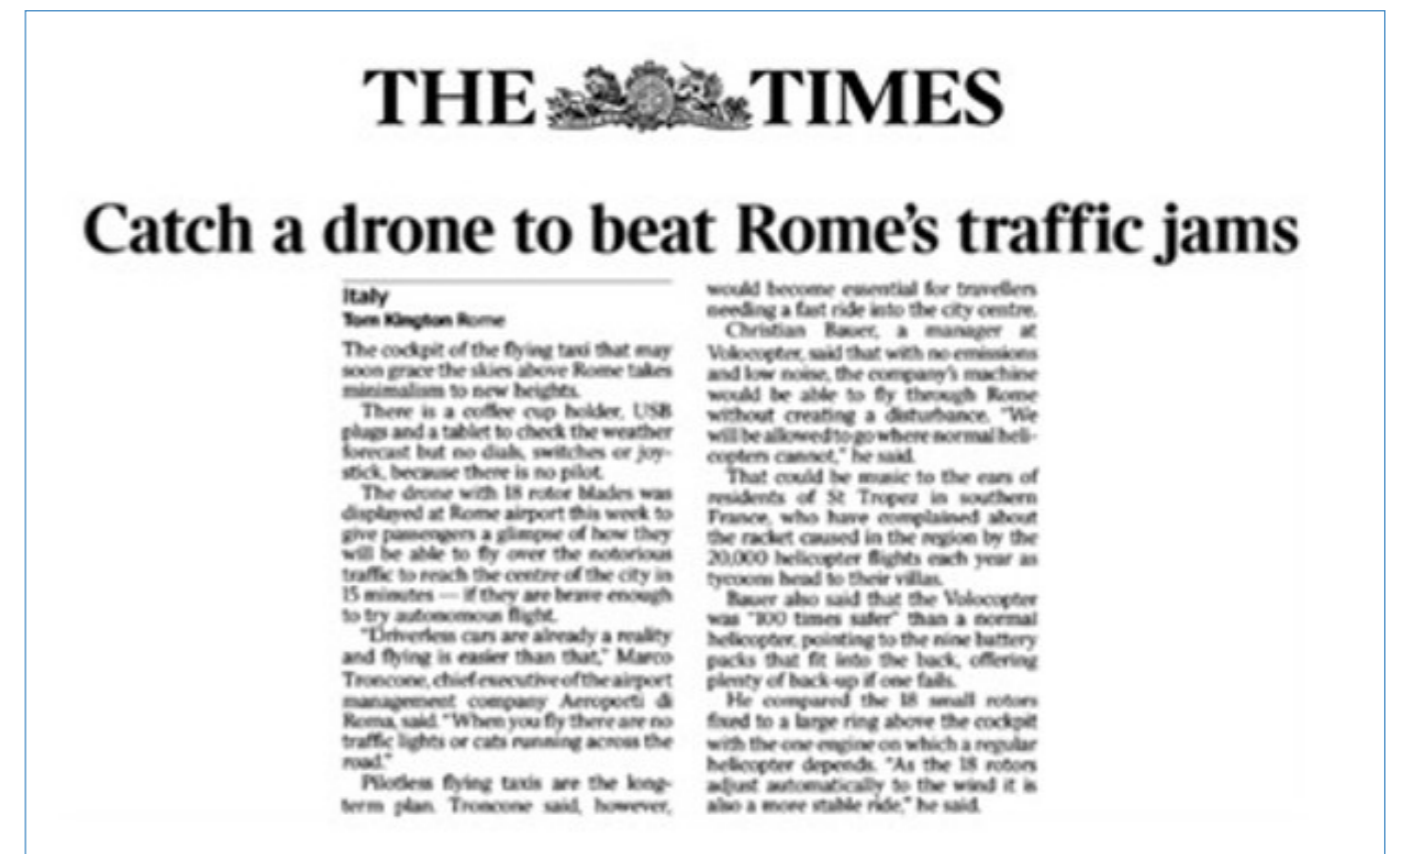 THE TIMES
Catch a drone to beat Rome's traffic jams
Italy
Tom Kington Rome
The cockpit of the flying taxi that may
soon grace the skies above Rome takes
minimalism to new heights.
There is a coffee cup holder, USB
plugs and a tablet to check the weather
forecast but no dials, switches or joy-
stick, because there is no pilot.
The drone with 18 rotor blades was
displayed at Rome airport this week to
give passengers a glimpse of how they
will be able to fly over the notorious
traffic to reach the centre of the city in
15 minutes — if they are brave enough
to try autonomous flight.
"Driverless cars are already a reality
and flying is easier than that," Marco
Troncone, chief executive of the airport
management company Aeroporti di
Roma, said. "When you fly there are no
traffic lights or cats running across the
road."
Pilotless flying taxis are the long-
term plan. Troncone said, however,
would become essential for travellers
needing a fast ride into the city centre.
Christian Bauer, a manager at
Volocopter, said that with no emissions
and low noise, the company's machine
would be able to fly through Rome
without creating a disturbance. "We
will be allowed to go where normal heli-
copters cannot," he said.
That could be music to the ears of
residents of St Tropez in southern
France, who have complained about
the racket caused in the region by the
20,000 helicopter flights each year as
tycoons head to their villas.
Bauer also said that the Volocopter
was "100 times safer" than a normal
helicopter, pointing to the nine battery
packs that fit into the back, offering
plenty of back-up if one fails.
He compared the 18 small rotors
fixed to a large ring above the cockpit
with the one engine on which a regular
helicopter depends. "As the 18 rotors
adjust automatically to the wind it is
also a more stable ride," he said.